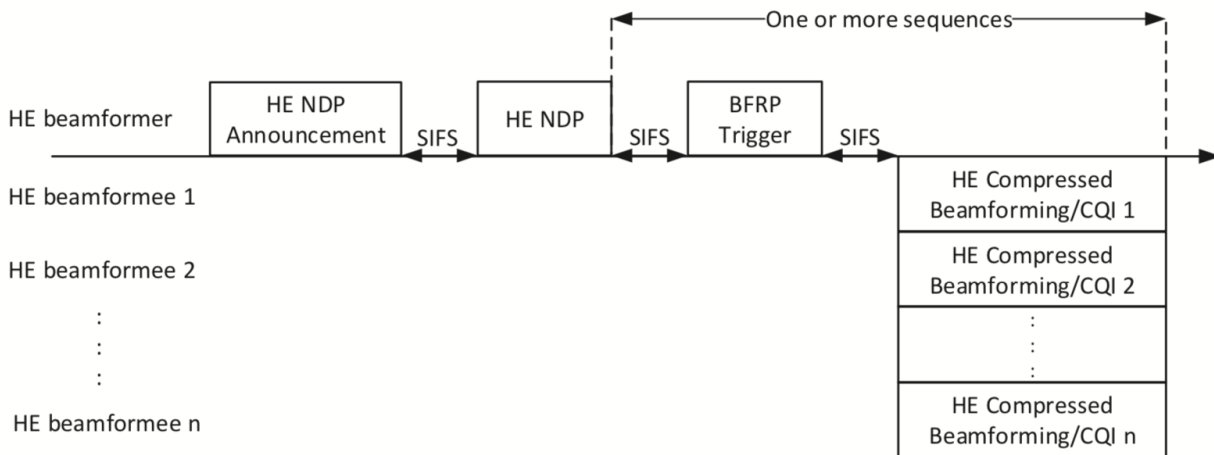 One or more sequences
HE beamformer
HE NDP
Announcement
SIFS
HE NDP
SIFS
BFRP
Trigger
SIFS
HE beamformee 1
HE Compressed
Beamforming/CQI 1
HE beamformee 2
HE Compressed
Beamforming/CQI 2
:
:
:
:
:
:
HE beamformee n
HE Compressed
Beamforming/CQI n